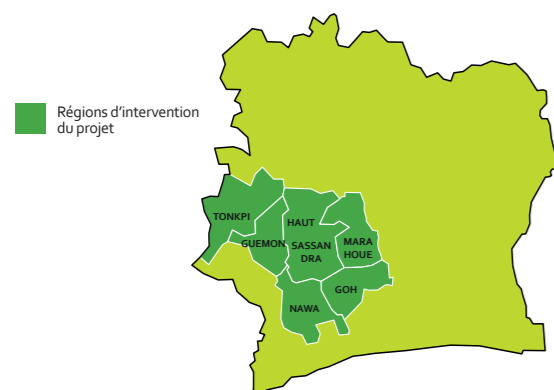 Régions d'intervention
du projet
TONKPI
GUEMON
HAUT
SASSAN
DRA
MARA
HOUE
GOH
NAWA